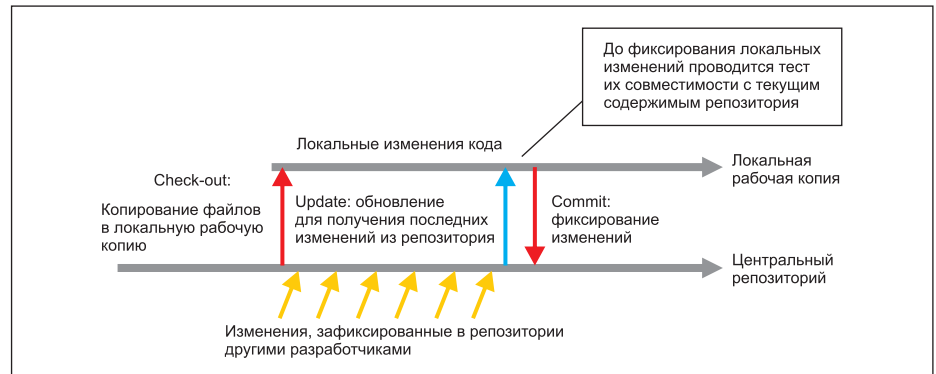 До фиксирования локальных
изменений проводится тест
их совместимости с текущим
содержимым репозитория
Локальные изменения кода
Локальная
рабочая копия
Check-out:
Копирование файлов
в локальную рабочую
копию
Update: обновление
для получения последних
изменений из репозитория
Commit:
фиксирование
изменений
Центральный
репозиторий
Изменения, зафиксированные в репозитории
другими разработчиками